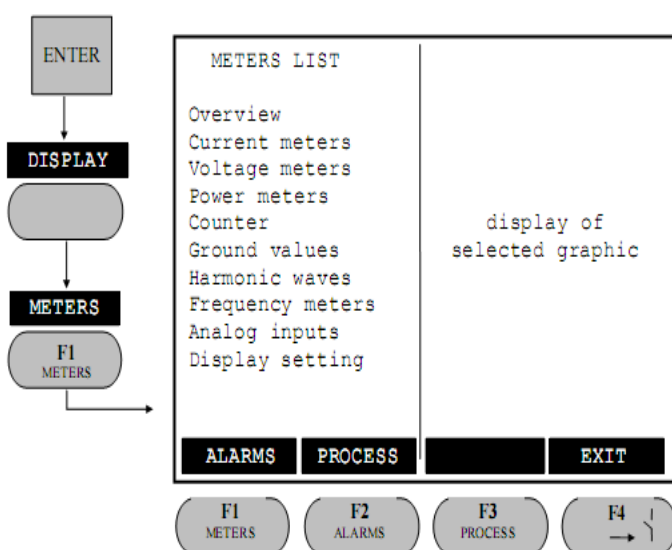 ENTER
DISPLAY
METERS
F1
METERS
METERS LIST
Overview
Current meters
Voltage meters
Power meters
Counter
Ground values
Harmonic waves
Frequency meters
Analog inputs
Display setting
display of
selected graphic
ALARMS PROCESS EXIT
F1 F2 F3 F4
METERS ALARMS PROCESS